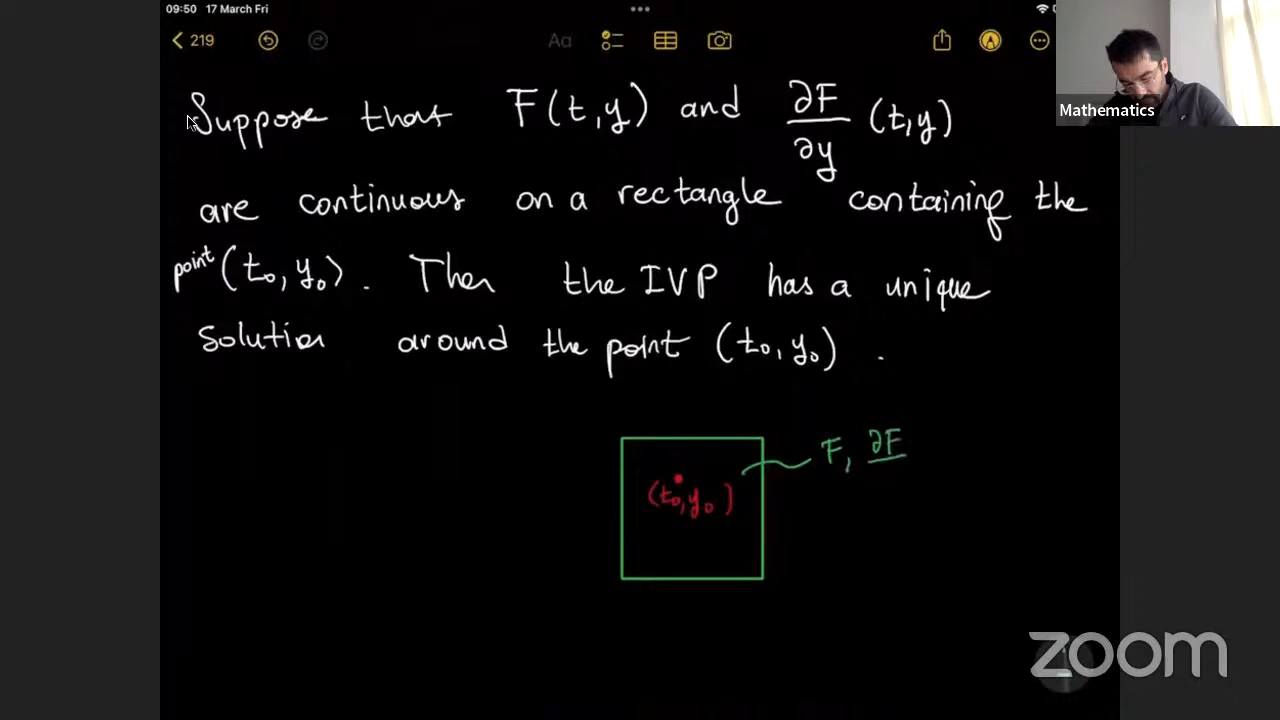 09:50 17 March Fri
219
Aa
Suppose that F(t,y) and ∂F/∂y (t,y)
are continuous on a rectangle containing the
point (t₀, y₀). Then the IVP has a unique
solution around the point (t₀, y₀).
F, ∂F
(t₀, y₀)
Mathematics
zoom